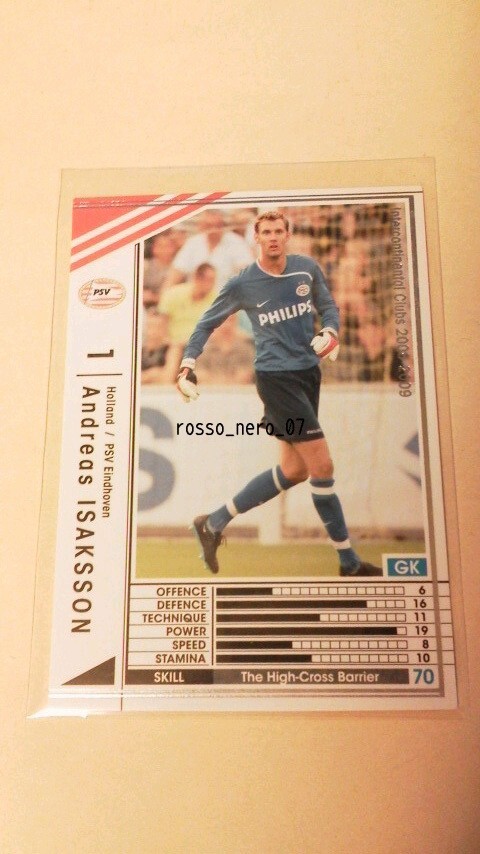 PSV
Intercontinental Clubs 2008-2009
PHILIPS
1
Holland / PSV Eindhoven
Andreas ISAKSSON
rosso_nero_07
GK
OFFENCE 6
DEFENCE 16
TECHNIQUE 11
POWER 19
SPEED 8
STAMINA 10
SKILL The High-Cross Barrier 70